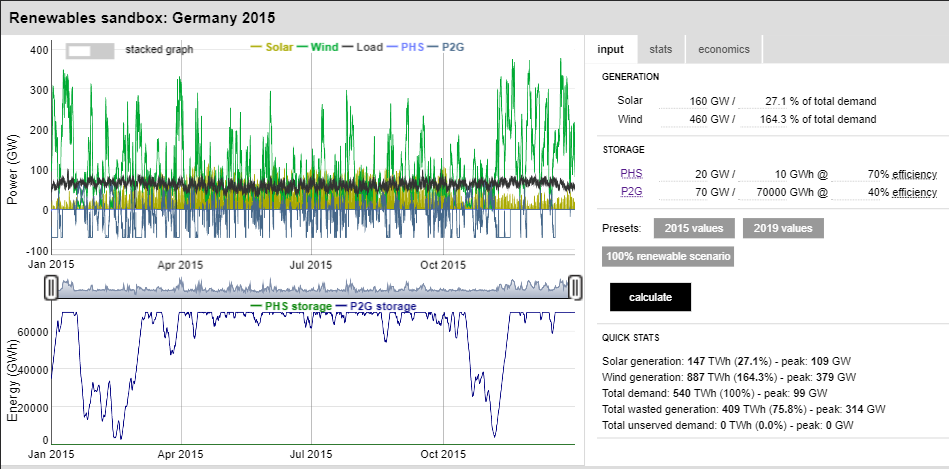 Renewables sandbox: Germany 2015
stacked graph
Solar Wind Load PHS P2G
Power (GW)
400
300
200
100
0
-100
Jan 2015 Apr 2015 Jul 2015 Oct 2015
PHS storage P2G storage
Energy (GWh)
60000
40000
20000
0
Jan 2015 Apr 2015 Jul 2015 Oct 2015
input stats economics
GENERATION
Solar 160 GW / 27.1 % of total demand
Wind 460 GW / 164.3 % of total demand
STORAGE
PHS 20 GW / 10 GWh @ 70% efficiency
P2G 70 GW / 70000 GWh @ 40% efficiency
Presets: 2015 values 2019 values
100% renewable scenario
calculate
QUICK STATS
Solar generation: 147 TWh (27.1%) - peak: 109 GW
Wind generation: 887 TWh (164.3%) - peak: 379 GW
Total demand: 540 TWh (100%) - peak: 99 GW
Total wasted generation: 409 TWh (75.8%) - peak: 314 GW
Total unserved demand: 0 TWh (0.0%) - peak: 0 GW